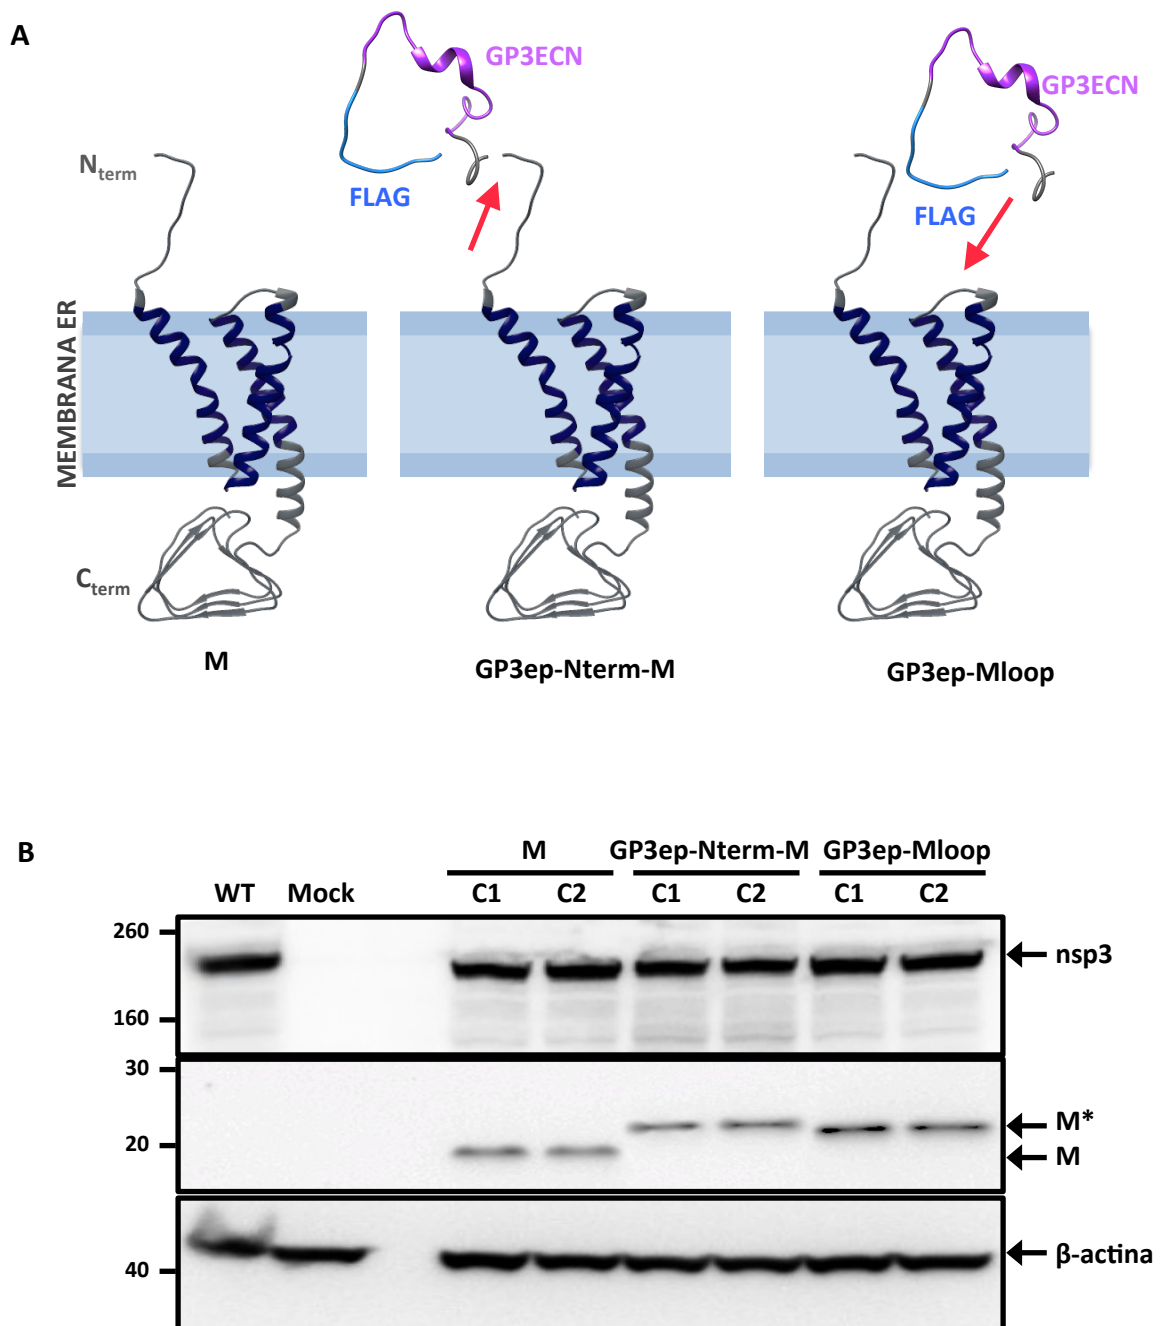 A
GP3ECN
GP3ECN
Nterm
FLAG
FLAG
MEMBRANA ER
Cterm
M
GP3ep-Nterm-M
GP3ep-Mloop
B
M GP3ep-Nterm-M GP3ep-Mloop
WT Mock C1 C2 C1 C2 C1 C2
260
nsp3
160
30
M*
20
M
β-actina
40